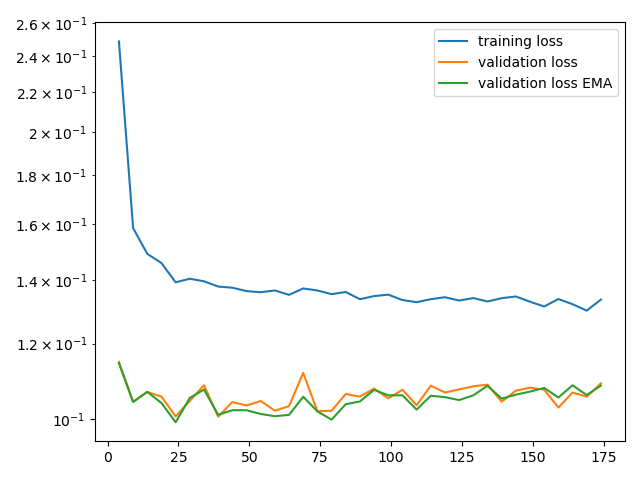 2.6 × 10⁻¹
2.4 × 10⁻¹
2.2 × 10⁻¹
2 × 10⁻¹
1.8 × 10⁻¹
1.6 × 10⁻¹
1.4 × 10⁻¹
1.2 × 10⁻¹
10⁻¹
training loss
validation loss
validation loss EMA
0 25 50 75 100 125 150 175